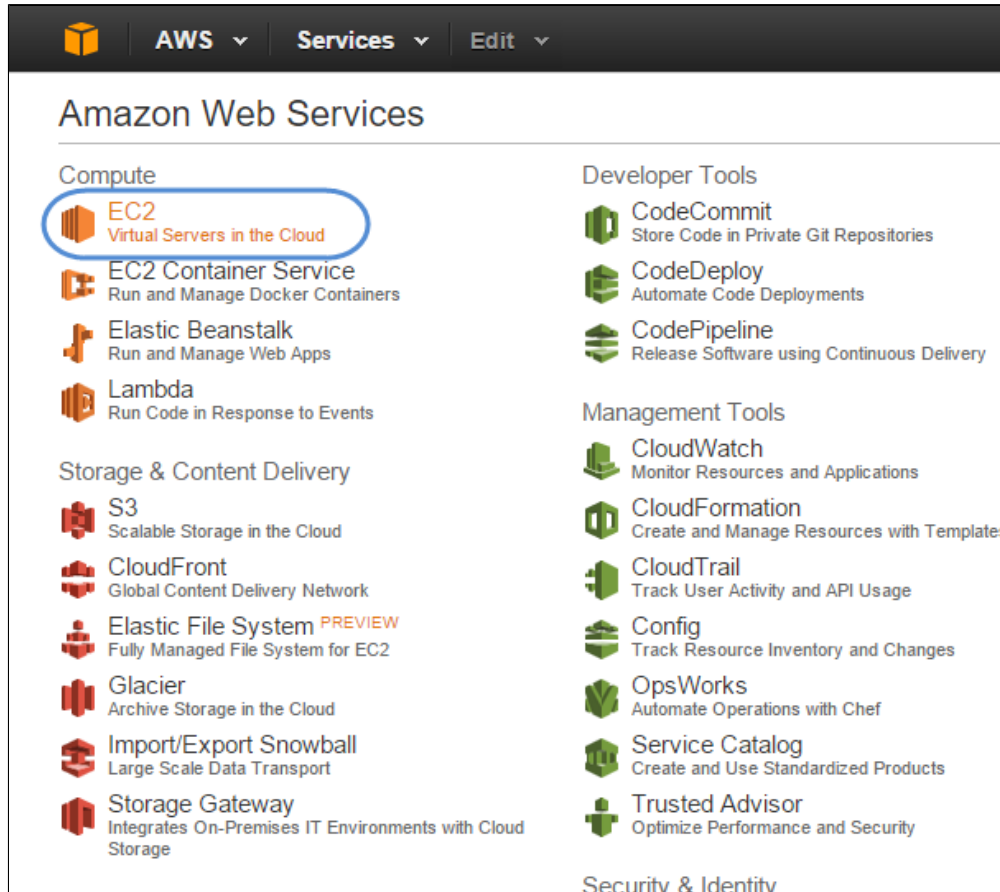 AWS Services Edit
Amazon Web Services
Compute
EC2
Virtual Servers in the Cloud
EC2 Container Service
Run and Manage Docker Containers
Elastic Beanstalk
Run and Manage Web Apps
Lambda
Run Code in Response to Events
Storage & Content Delivery
S3
Scalable Storage in the Cloud
CloudFront
Global Content Delivery Network
Elastic File System PREVIEW
Fully Managed File System for EC2
Glacier
Archive Storage in the Cloud
Import/Export Snowball
Large Scale Data Transport
Storage Gateway
Integrates On-Premises IT Environments with Cloud
Storage
Developer Tools
CodeCommit
Store Code in Private Git Repositories
CodeDeploy
Automate Code Deployments
CodePipeline
Release Software using Continuous Delivery
Management Tools
CloudWatch
Monitor Resources and Applications
CloudFormation
Create and Manage Resources with Templates
CloudTrail
Track User Activity and API Usage
Config
Track Resource Inventory and Changes
OpsWorks
Automate Operations with Chef
Service Catalog
Create and Use Standardized Products
Trusted Advisor
Optimize Performance and Security
Security & Identity